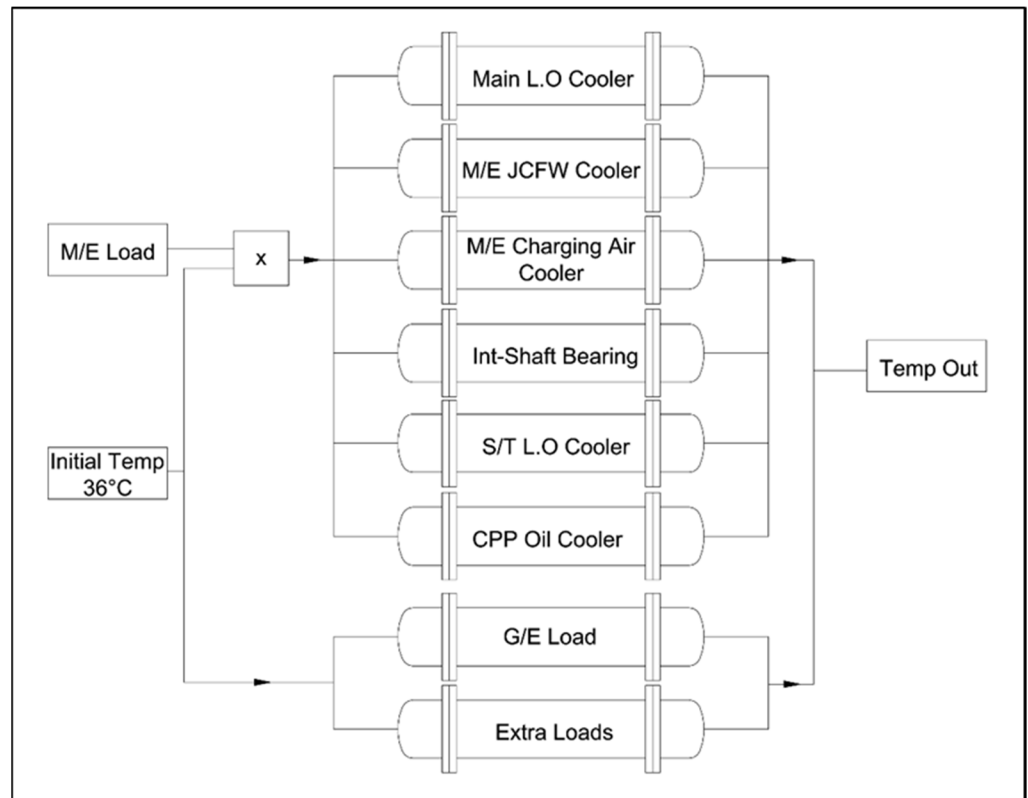 Main L.O Cooler
M/E JCFW Cooler
M/E Load
x
M/E Charging Air
Cooler
Int-Shaft Bearing
Temp Out
S/T L.O Cooler
Initial Temp
36°C
CPP Oil Cooler
G/E Load
Extra Loads